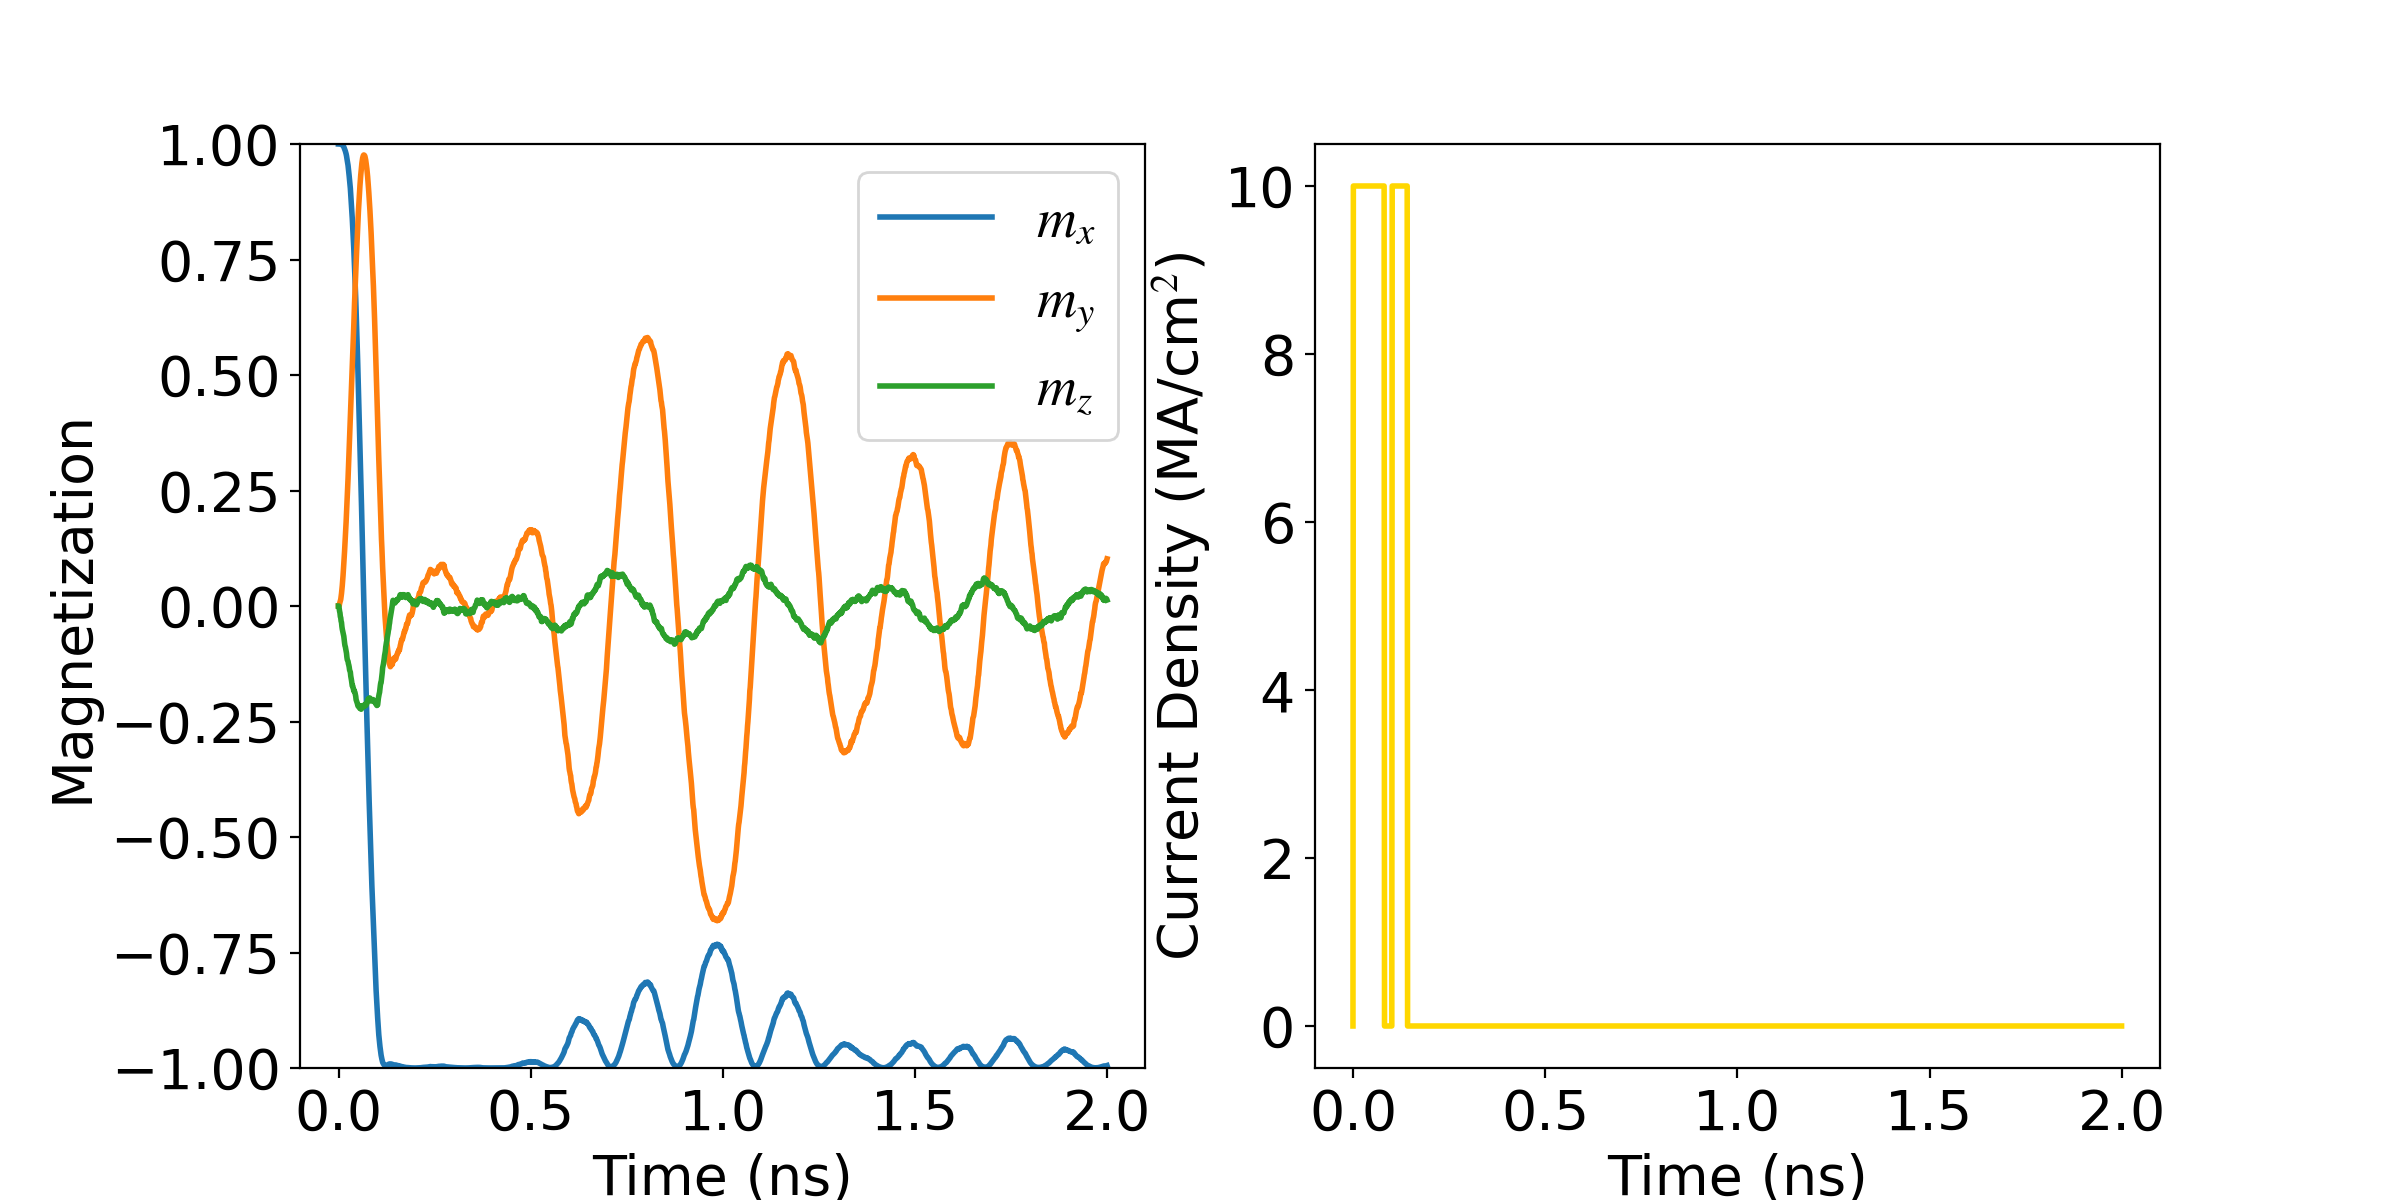 Magnetization
1.00
0.75
0.50
0.25
0.00
−0.25
−0.50
−0.75
−1.00
0.0 0.5 1.0 1.5 2.0
Time (ns)
m_x
m_y
m_z
Current Density (MA/cm²)
10
8
6
4
2
0
0.0 0.5 1.0 1.5 2.0
Time (ns)